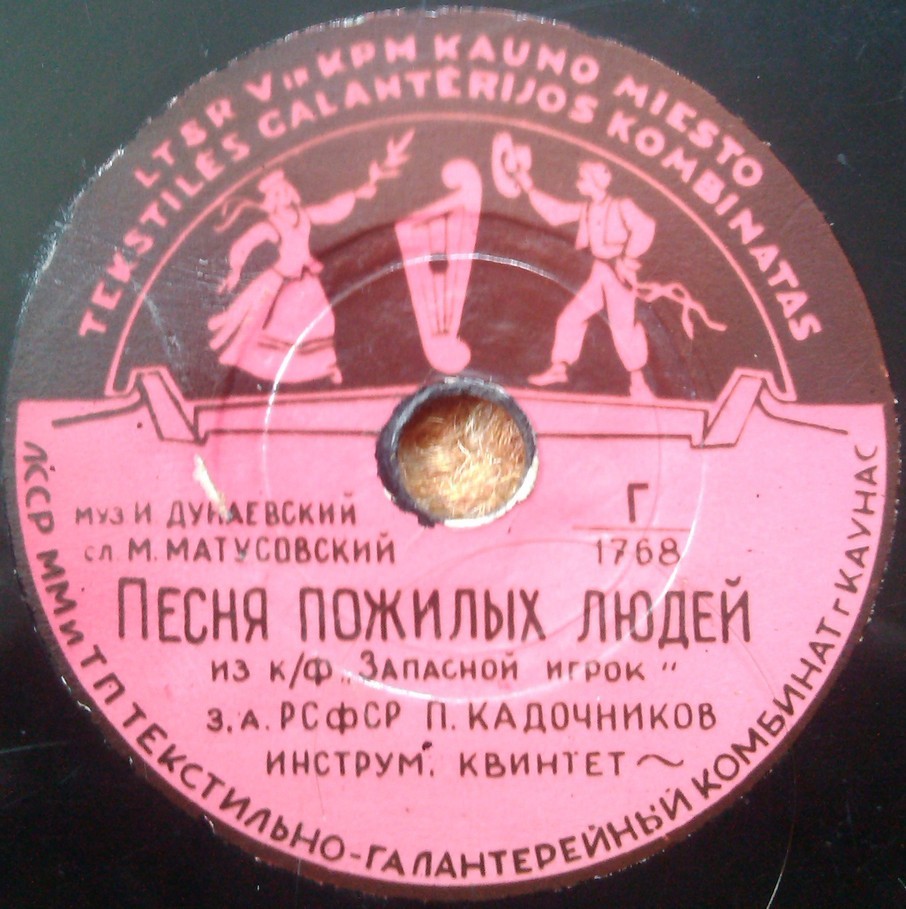 LTSR V IR KPM KAUNO MIESTO
TEKSTILĖS GALANTĖRIJOS KOMBINATAS
муз И. ДУНАЕВСКИЙ
сл. М. МАТУСОВСКИЙ
Г
1768
ПЕСНЯ ПОЖИЛЫХ ЛЮДЕЙ
ИЗ К/Ф „ЗАПАСНОЙ ИГРОК"
З.А. РСФСР П. КАДОЧНИКОВ
ИНСТРУМ. КВИНТЕТ ~
ЛССР ММ и ТП ТЕКСТИЛЬНО-ГАЛАНТЕРЕЙНЫЙ КОМБИНАТ г КАУНАС